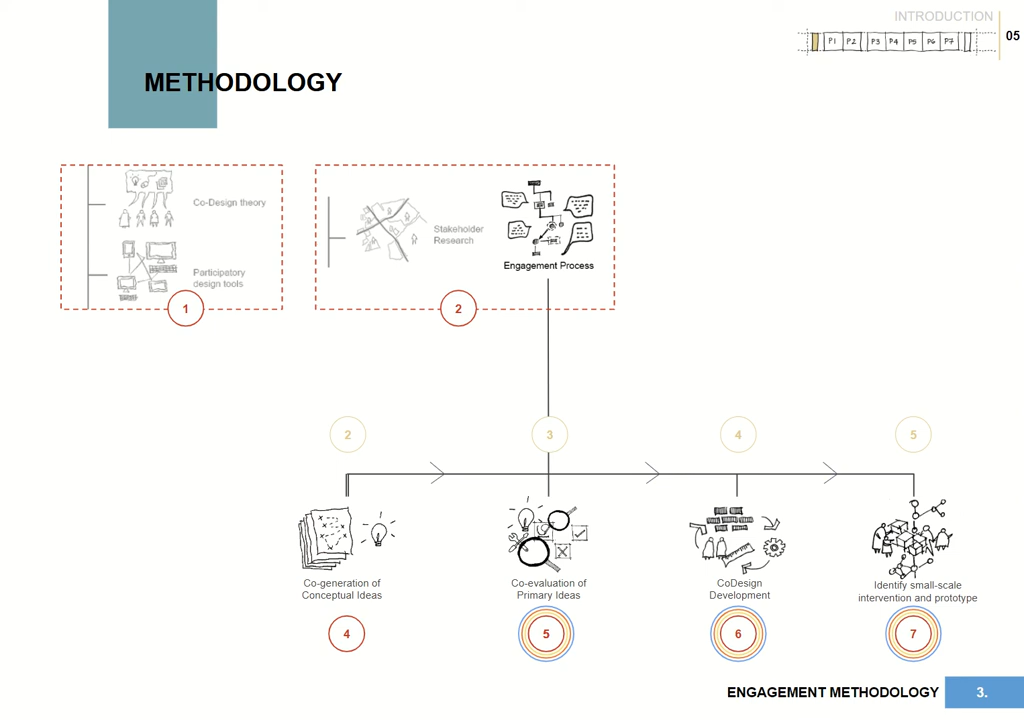 INTRODUCTION
P1 P2 P3 P4 P5 P6 P7
05
METHODOLOGY
Co-Design theory
Participatory
design tools
1
Stakeholder
Research
Engagement Process
2
2
3
4
5
Co-generation of
Conceptual Ideas
Co-evaluation of
Primary Ideas
CoDesign
Development
Identify small-scale
intervention and prototype
4
5
6
7
ENGAGEMENT METHODOLOGY
3.